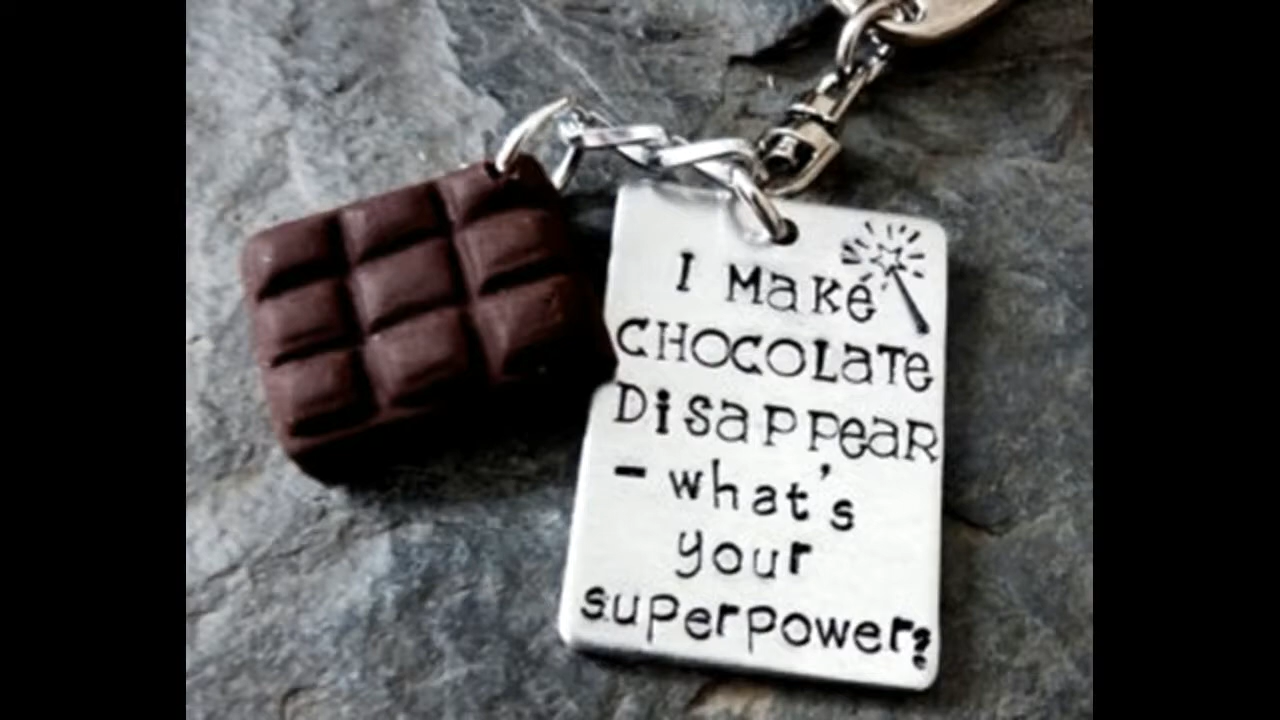 I Make
CHOCOLaTe
DiSaPPeaR
- what's
your
superpower?